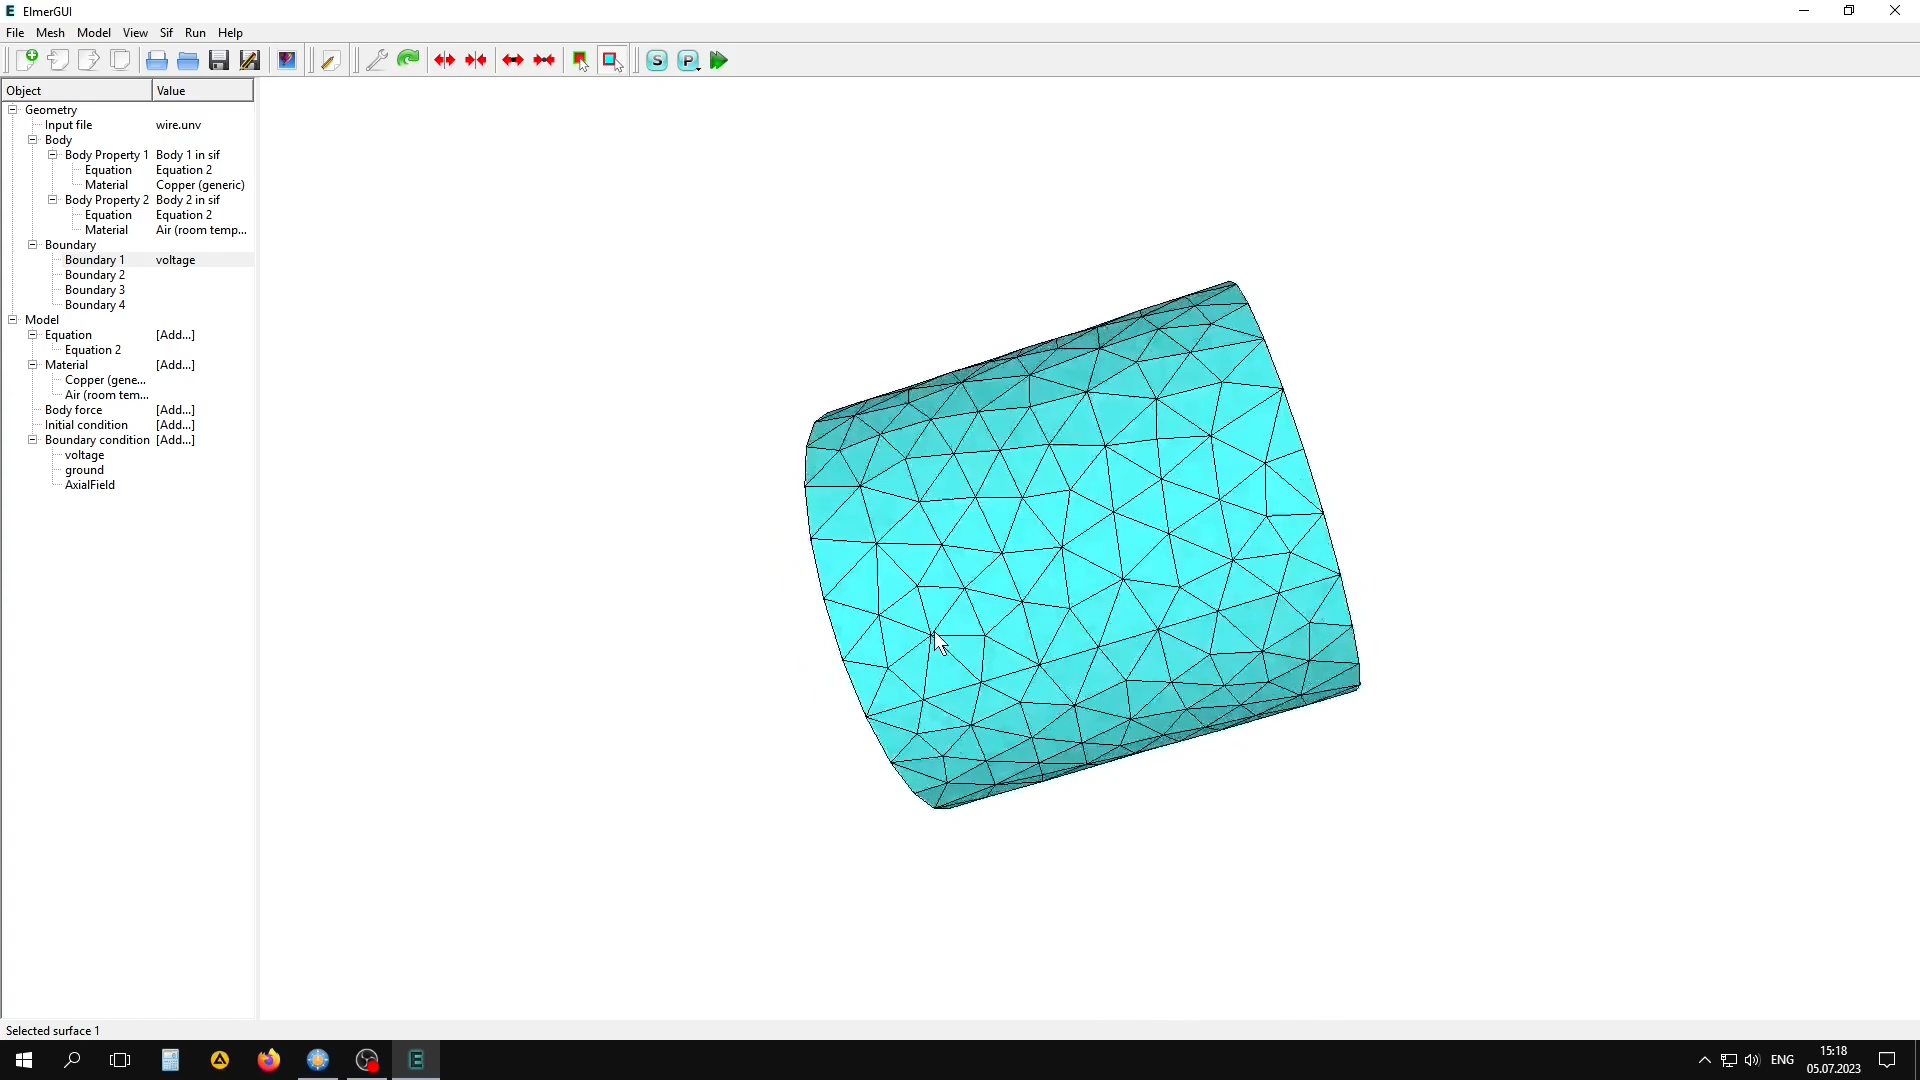 ElmerGUI
File Mesh Model View Sif Run Help
S P
Object Value
Geometry
Input file wire.unv
Body
Body Property 1 Body 1 in sif
Equation Equation 2
Material Copper (generic)
Body Property 2 Body 2 in sif
Equation Equation 2
Material Air (room temp...
Boundary
Boundary 1 voltage
Boundary 2
Boundary 3
Boundary 4
Model
Equation [Add...]
Equation 2
Material [Add...]
Copper (gene...
Air (room tem...
Body force [Add...]
Initial condition [Add...]
Boundary condition [Add...]
voltage
ground
AxialField
Selected surface 1
ENG
15:18
05.07.2023